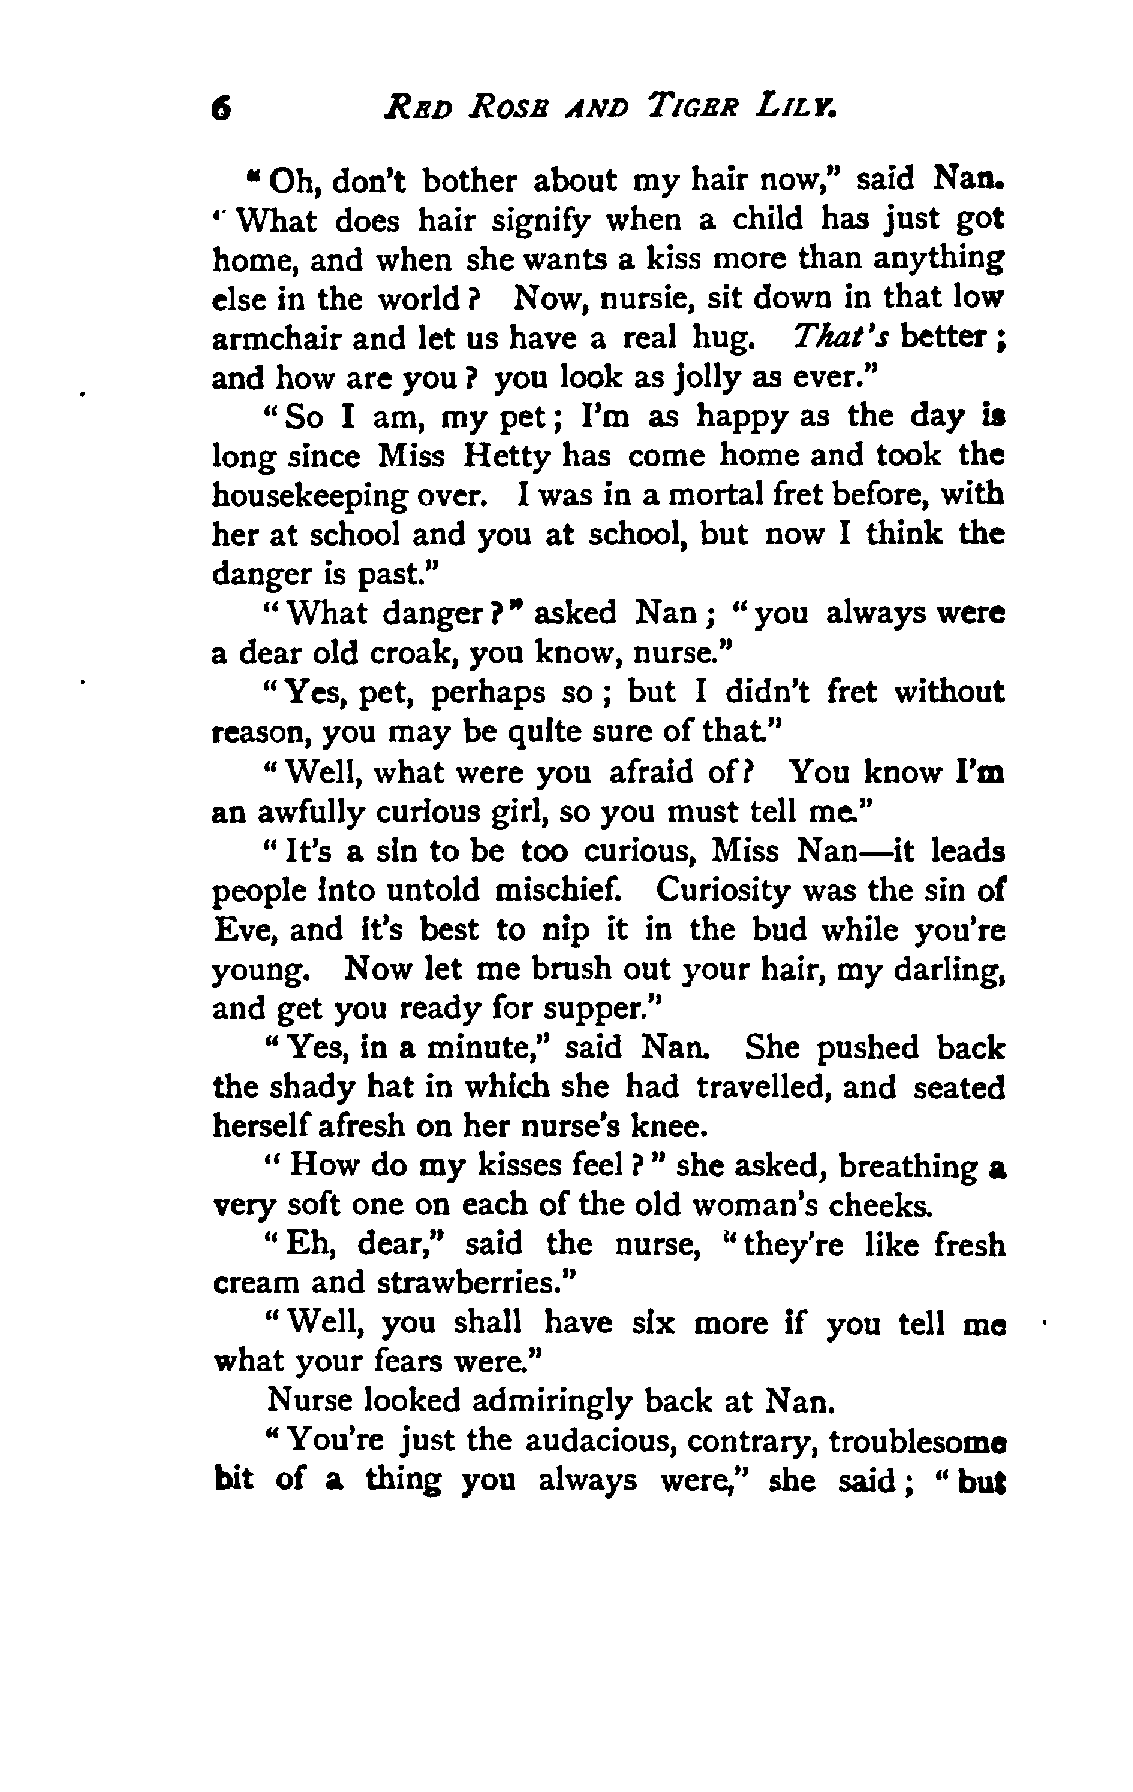 6 RED ROSE AND TIGER LILY.
"Oh, don't bother about my hair now," said Nan.
"What does hair signify when a child has just got
home, and when she wants a kiss more than anything
else in the world? Now, nursie, sit down in that low
armchair and let us have a real hug. That's better;
and how are you? you look as jolly as ever."
"So I am, my pet; I'm as happy as the day is
long since Miss Hetty has come home and took the
housekeeping over. I was in a mortal fret before, with
her at school and you at school, but now I think the
danger is past."
"What danger?" asked Nan; "you always were
a dear old croak, you know, nurse."
"Yes, pet, perhaps so; but I didn't fret without
reason, you may be quite sure of that."
"Well, what were you afraid of? You know I'm
an awfully curious girl, so you must tell me."
"It's a sin to be too curious, Miss Nan—it leads
people into untold mischief. Curiosity was the sin of
Eve, and it's best to nip it in the bud while you're
young. Now let me brush out your hair, my darling,
and get you ready for supper."
"Yes, in a minute," said Nan. She pushed back
the shady hat in which she had travelled, and seated
herself afresh on her nurse's knee.
"How do my kisses feel?" she asked, breathing a
very soft one on each of the old woman's cheeks.
"Eh, dear," said the nurse, "they're like fresh
cream and strawberries."
"Well, you shall have six more if you tell me
what your fears were."
Nurse looked admiringly back at Nan.
"You're just the audacious, contrary, troublesome
bit of a thing you always were," she said; "but